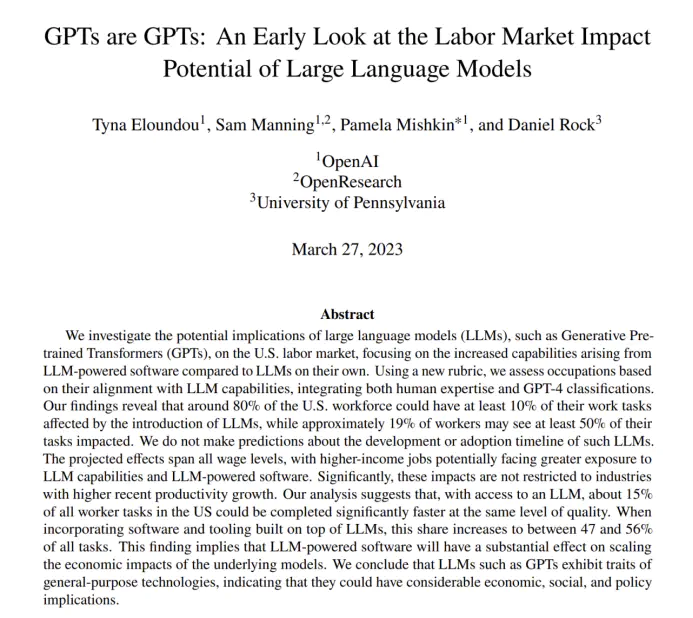 GPTs are GPTs: An Early Look at the Labor Market Impact
Potential of Large Language Models
Tyna Eloundou¹, Sam Manning¹,², Pamela Mishkin*¹, and Daniel Rock³
¹OpenAI
²OpenResearch
³University of Pennsylvania
March 27, 2023
Abstract
We investigate the potential implications of large language models (LLMs), such as Generative Pre-
trained Transformers (GPTs), on the U.S. labor market, focusing on the increased capabilities arising from
LLM-powered software compared to LLMs on their own. Using a new rubric, we assess occupations based
on their alignment with LLM capabilities, integrating both human expertise and GPT-4 classifications.
Our findings reveal that around 80% of the U.S. workforce could have at least 10% of their work tasks
affected by the introduction of LLMs, while approximately 19% of workers may see at least 50% of their
tasks impacted. We do not make predictions about the development or adoption timeline of such LLMs.
The projected effects span all wage levels, with higher-income jobs potentially facing greater exposure to
LLM capabilities and LLM-powered software. Significantly, these impacts are not restricted to industries
with higher recent productivity growth. Our analysis suggests that, with access to an LLM, about 15%
of all worker tasks in the US could be completed significantly faster at the same level of quality. When
incorporating software and tooling built on top of LLMs, this share increases to between 47 and 56%
of all tasks. This finding implies that LLM-powered software will have a substantial effect on scaling
the economic impacts of the underlying models. We conclude that LLMs such as GPTs exhibit traits of
general-purpose technologies, indicating that they could have considerable economic, social, and policy
implications.